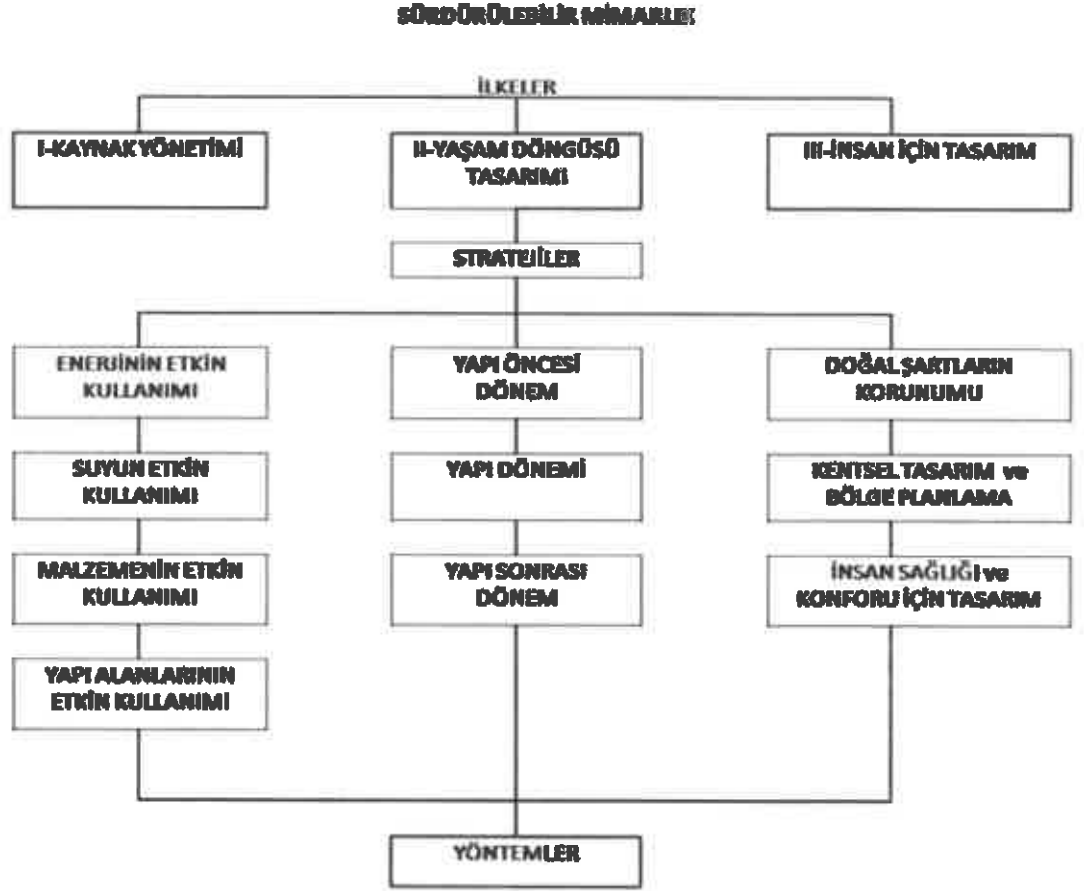 SÜRDÜRÜLEBİLİR MİMARLIK
İLKELER
I-KAYNAK YÖNETİMİ
II-YAŞAM DÖNGÜSÜ
TASARIMI
III-İNSAN İÇİN TASARIM
STRATEJİLER
ENERJİNİN ETKİN
KULLANIMI
SUYUN ETKİN
KULLANIMI
MALZEMENİN ETKİN
KULLANIMI
YAPI ALANLARININ
ETKİN KULLANIMI
YAPI ÖNCESİ
DÖNEM
YAPI DÖNEMİ
YAPI SONRASI
DÖNEM
DOĞAL ŞARTLARIN
KORUNUMU
KENTSEL TASARIM ve
BÖLGE PLANLAMA
İNSAN SAĞLIĞI ve
KONFORU İÇİN TASARIM
YÖNTEMLER